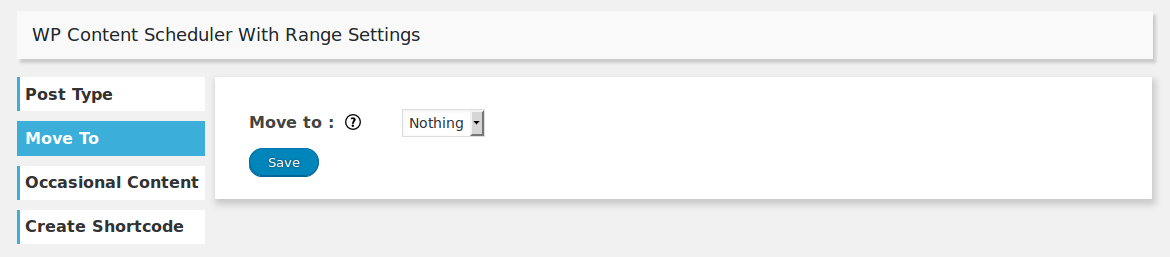 WP Content Scheduler With Range Settings
Post Type
Move To
Occasional Content
Create Shortcode
Move to : ?
Nothing
Save